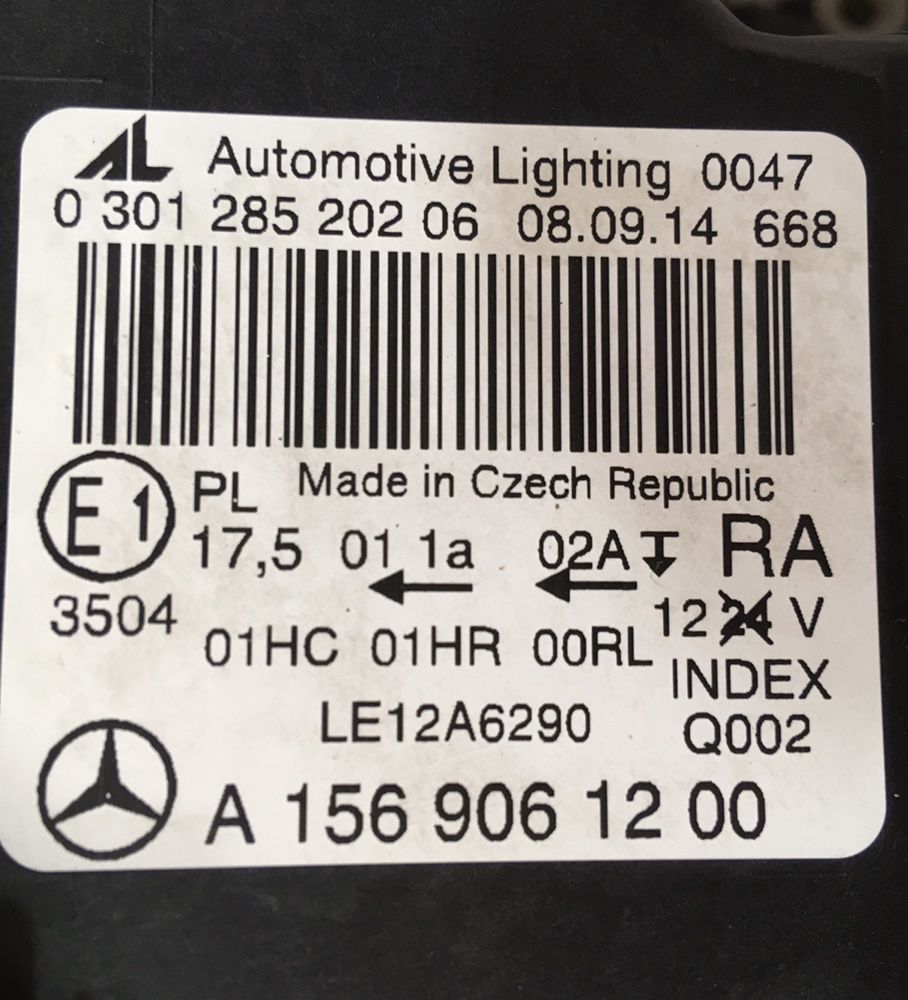 AL Automotive Lighting 0047
0 301 285 202 06 08.09.14 668
E1 PL Made in Czech Republic
17,5 01 1a 02A RA
3504 01HC 01HR 00RL 12 24 V
INDEX
LE12A6290 Q002
A 156 906 12 00